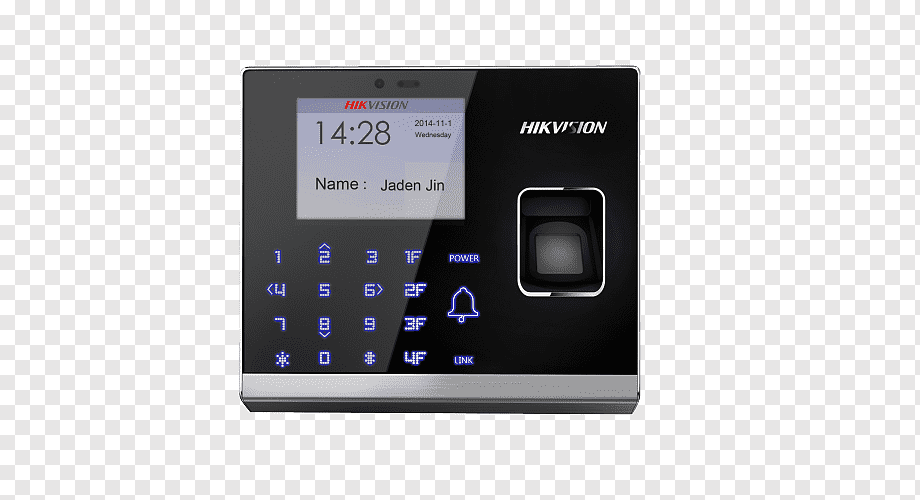 HIKVISION
14:28
2014-11-1
Wednesday
Name : Jaden Jin
HIKVISION
1 2 3 1F POWER
4 5 6 2F
7 8 9 3F
* 0 # 4F LINK